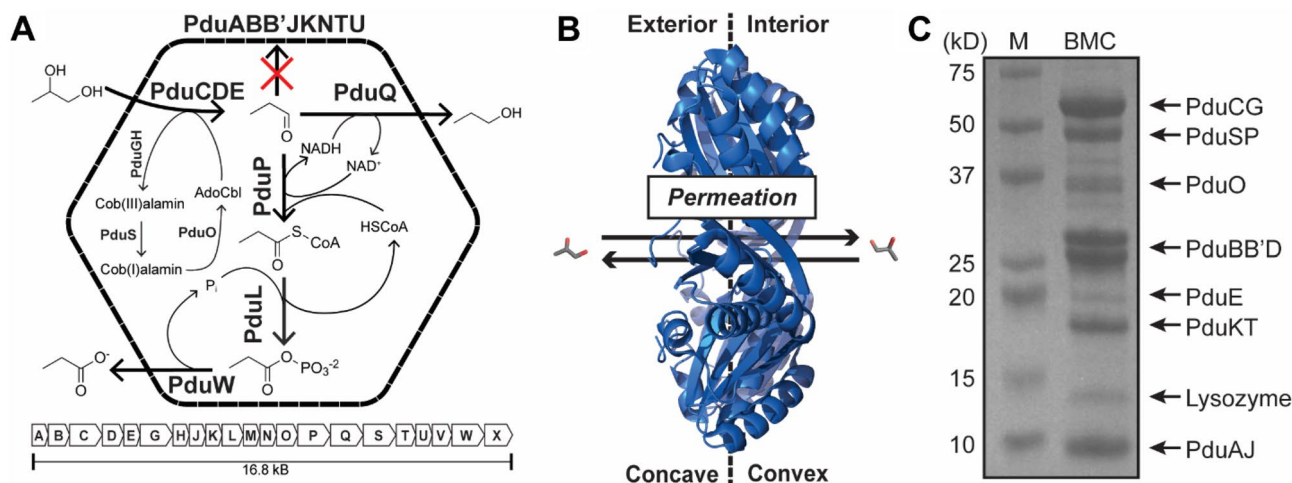 A
PduABB'JKNTU
OH
OH
PduCDE
O
PduQ
OH
PduGH
NADH
NAD⁺
AdoCbl
Cob(III)alamin
PduP
PduS
PduO
S
CoA
O
HSCoA
Cob(I)alamin
Pᵢ
PduL
O⁻
O
PduW
O
O
PO₃⁻²
A B C D E G H J K L M N O P Q S T U V W X
16.8 kB
B
Exterior Interior
Permeation
Concave Convex
C
(kD) M BMC
75
PduCG
50
PduSP
37
PduO
PduBB'D
25
20
PduE
PduKT
15
Lysozyme
10
PduAJ